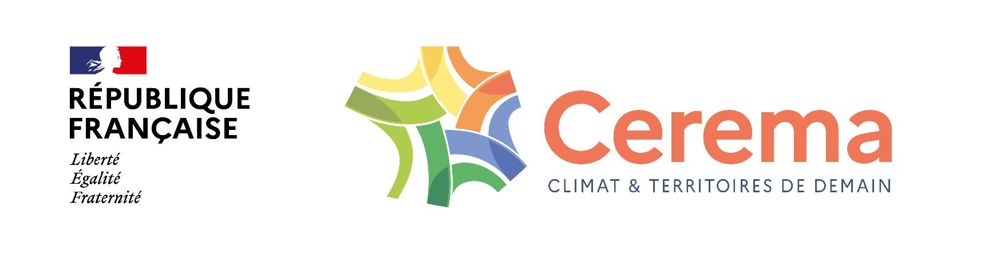 RÉPUBLIQUE
FRANÇAISE
Liberté
Égalité
Fraternité
Cerema
CLIMAT & TERRITOIRES DE DEMAIN